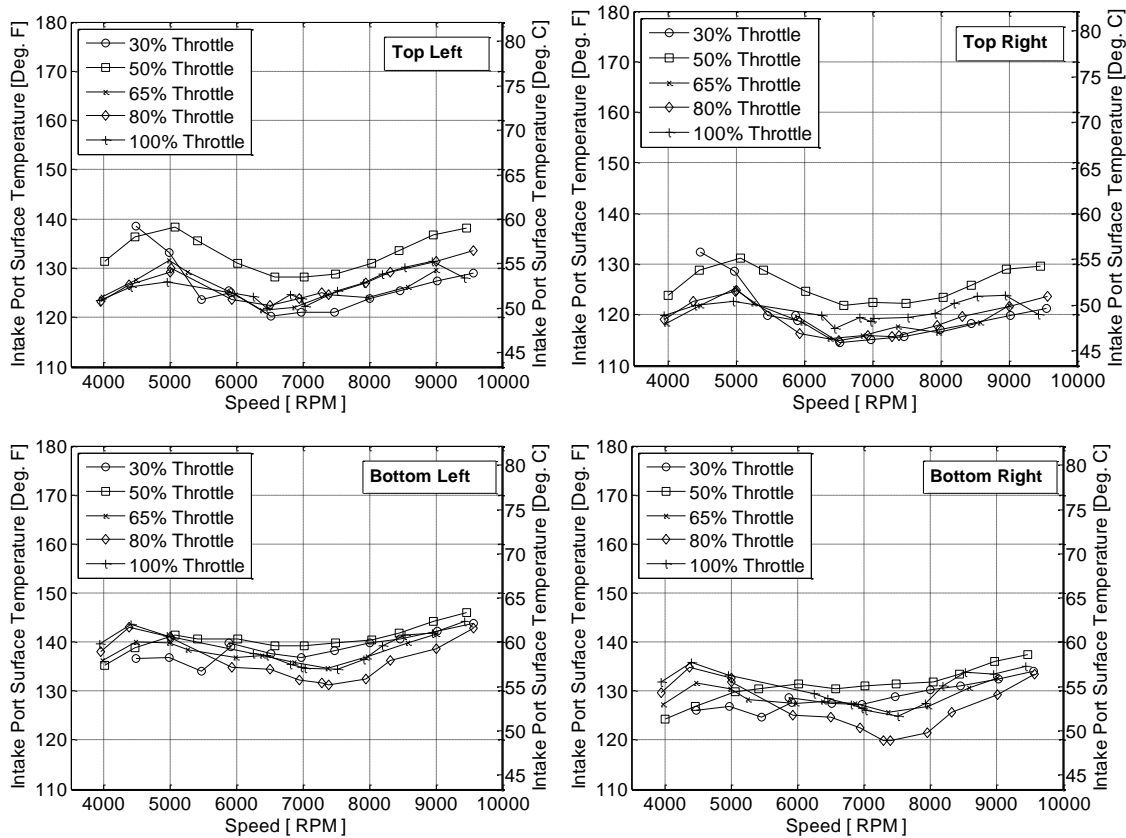 Intake Port Surface Temperature [Deg. F]
180
170
160
150
140
130
120
110
30% Throttle
50% Throttle
65% Throttle
80% Throttle
100% Throttle
Top Left
80
75
70
65
60
55
50
45
Intake Port Surface Temperature [Deg. C]
4000 5000 6000 7000 8000 9000 10000
Speed [ RPM ]
Intake Port Surface Temperature [Deg. F]
180
170
160
150
140
130
120
110
30% Throttle
50% Throttle
65% Throttle
80% Throttle
100% Throttle
Top Right
80
75
70
65
60
55
50
45
Intake Port Surface Temperature [Deg. C]
4000 5000 6000 7000 8000 9000 10000
Speed [ RPM ]
Intake Port Surface Temperature [Deg. F]
180
170
160
150
140
130
120
110
30% Throttle
50% Throttle
65% Throttle
80% Throttle
100% Throttle
Bottom Left
80
75
70
65
60
55
50
45
Intake Port Surface Temperature [Deg. C]
4000 5000 6000 7000 8000 9000 10000
Speed [ RPM ]
Intake Port Surface Temperature [Deg. F]
180
170
160
150
140
130
120
110
30% Throttle
50% Throttle
65% Throttle
80% Throttle
100% Throttle
Bottom Right
80
75
70
65
60
55
50
45
Intake Port Surface Temperature [Deg. C]
4000 5000 6000 7000 8000 9000 10000
Speed [ RPM ]